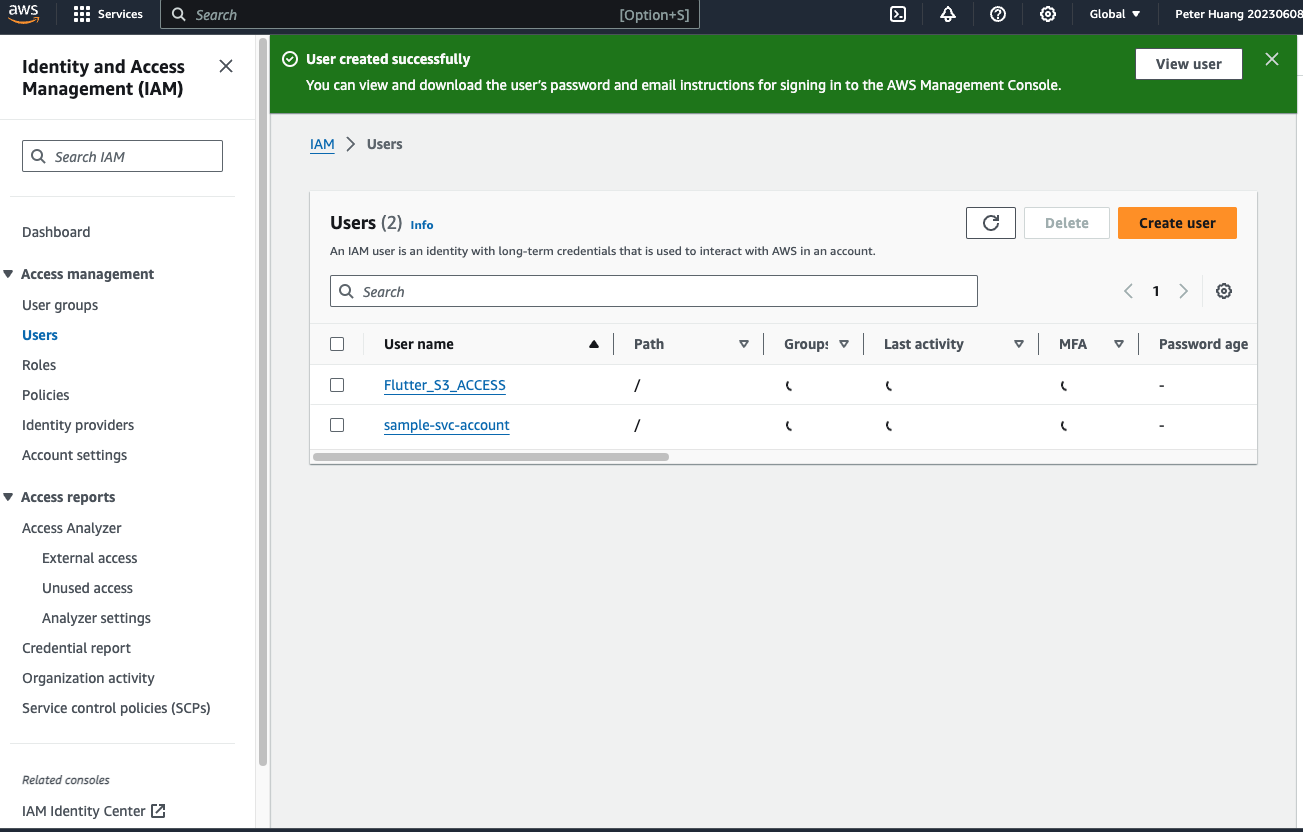 aws
Services
Search
[Option+S]
Global
Peter Huang 20230608
Identity and Access
Management (IAM)
Search IAM
Dashboard
Access management
User groups
Users
Roles
Policies
Identity providers
Account settings
Access reports
Access Analyzer
External access
Unused access
Analyzer settings
Credential report
Organization activity
Service control policies (SCPs)
Related consoles
IAM Identity Center
User created successfully
You can view and download the user's password and email instructions for signing in to the AWS Management Console.
View user
IAM > Users
Users (2) Info
Delete
Create user
An IAM user is an identity with long-term credentials that is used to interact with AWS in an account.
Search
1
User name Path Groups Last activity MFA Password age
Flutter_S3_ACCESS / -
sample-svc-account / -